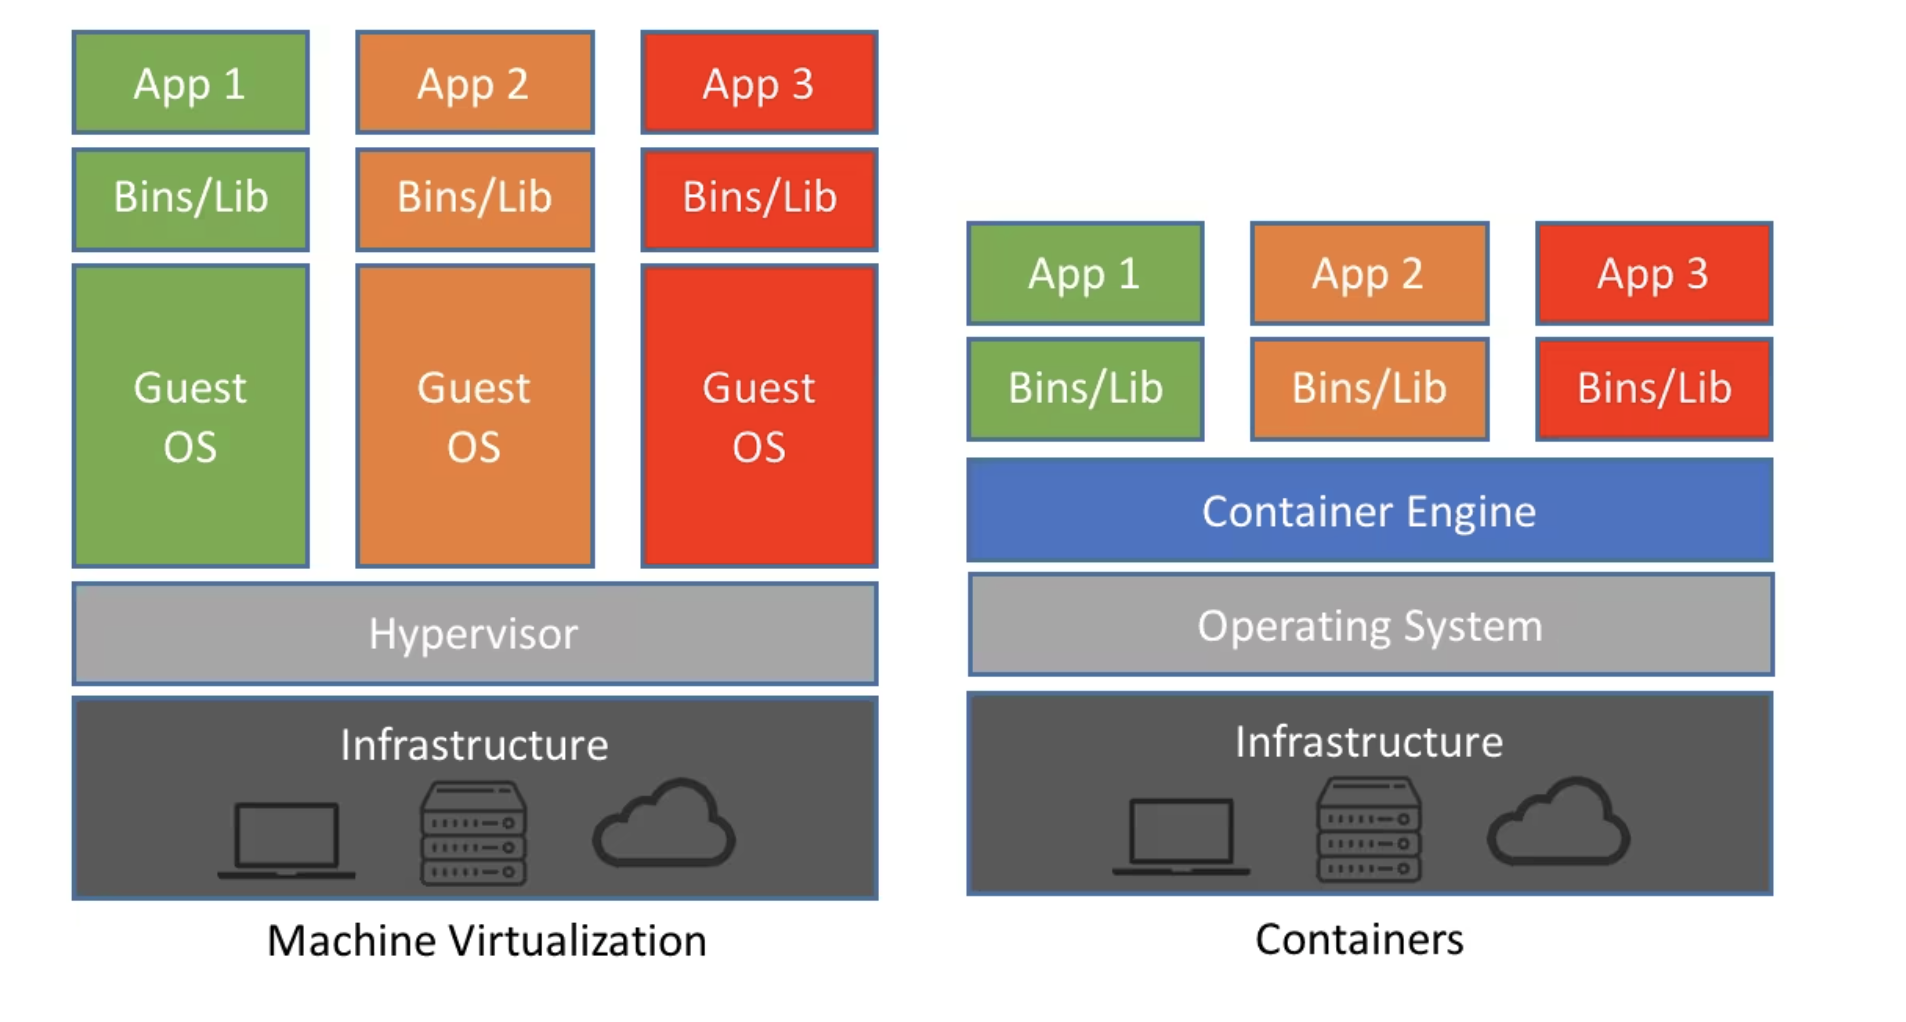 App 1
App 2
App 3
Bins/Lib
Bins/Lib
Bins/Lib
Guest
OS
Guest
OS
Guest
OS
Hypervisor
Infrastructure
Machine Virtualization
App 1
App 2
App 3
Bins/Lib
Bins/Lib
Bins/Lib
Container Engine
Operating System
Infrastructure
Containers